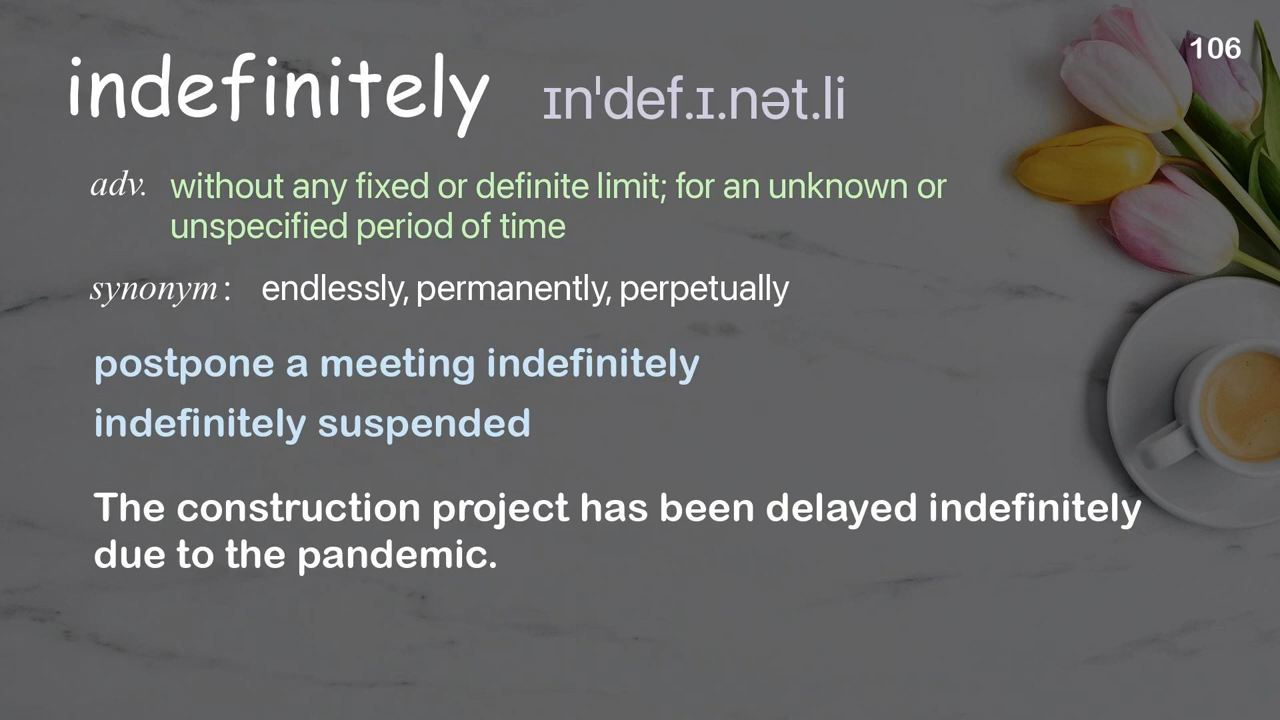 106
indefinitely ɪn'def.ɪ.nət.li
adv. without any fixed or definite limit; for an unknown or
unspecified period of time
synonym: endlessly, permanently, perpetually
postpone a meeting indefinitely
indefinitely suspended
The construction project has been delayed indefinitely
due to the pandemic.